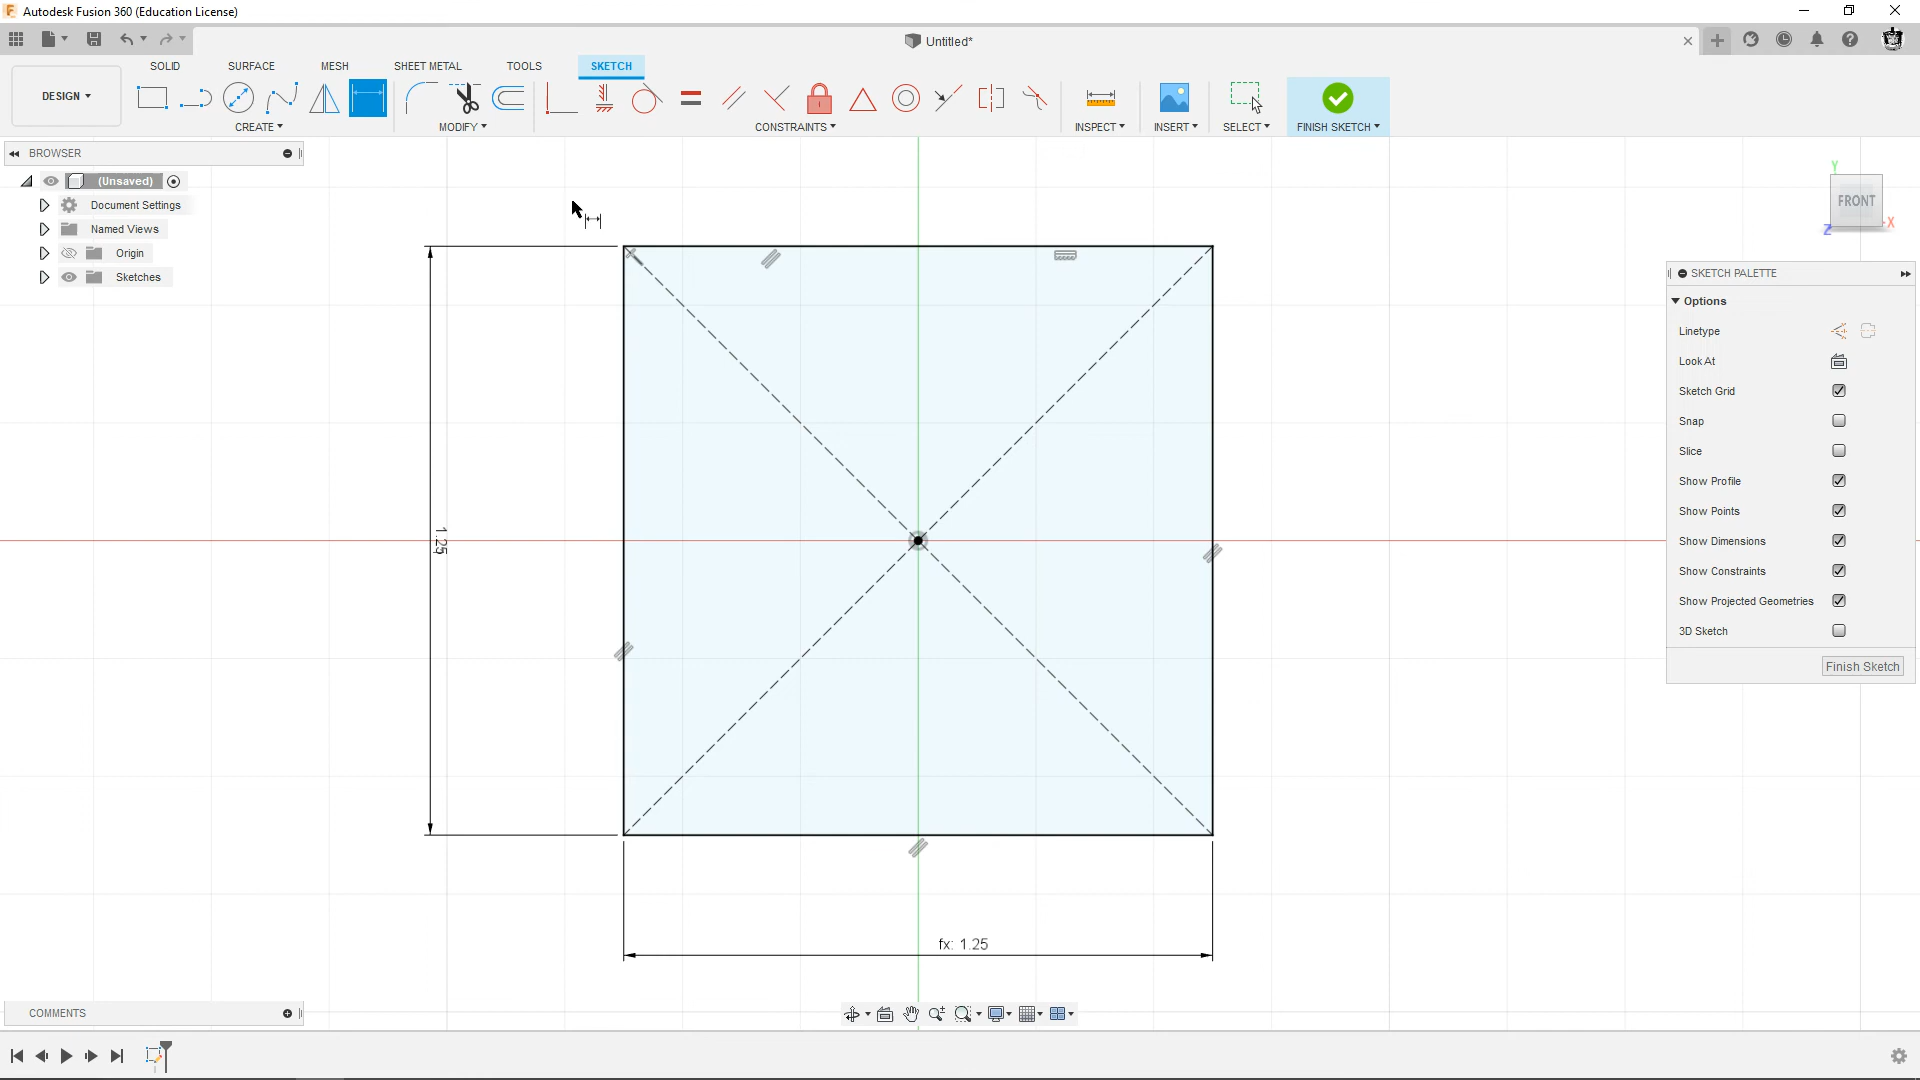 Autodesk Fusion 360 (Education License)
Untitled*
SOLID SURFACE MESH SHEET METAL TOOLS SKETCH
DESIGN ▾
CREATE ▾ MODIFY ▾ CONSTRAINTS ▾ INSPECT ▾ INSERT ▾ SELECT ▾ FINISH SKETCH ▾
BROWSER
(Unsaved)
Document Settings
Named Views
Origin
Sketches
Y
FRONT
X
Z
SKETCH PALETTE
Options
Linetype
Look At
Sketch Grid
Snap
Slice
Show Profile
Show Points
Show Dimensions
Show Constraints
Show Projected Geometries
3D Sketch
Finish Sketch
1.25
fx: 1.25
COMMENTS